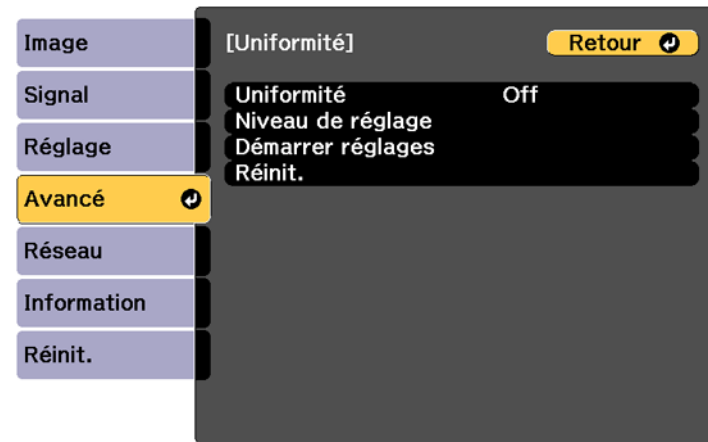 Image
Signal
Réglage
Avancé
Réseau
Information
Réinit.
[Uniformité] Retour
Uniformité Off
Niveau de réglage
Démarrer réglages
Réinit.